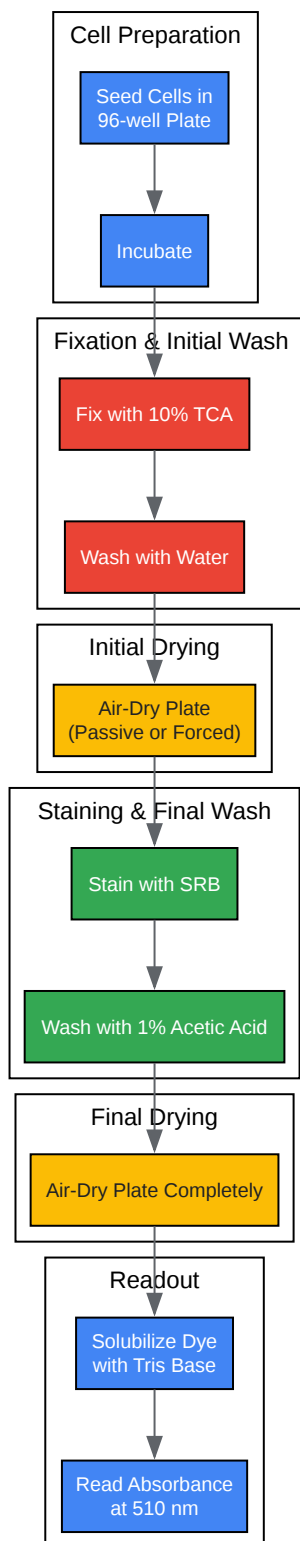 Cell Preparation
Seed Cells in
96-well Plate
Incubate
Fixation & Initial Wash
Fix with 10% TCA
Wash with Water
Initial Drying
Air-Dry Plate
(Passive or Forced)
Staining & Final Wash
Stain with SRB
Wash with 1% Acetic Acid
Final Drying
Air-Dry Plate Completely
Readout
Solubilize Dye
with Tris Base
Read Absorbance
at 510 nm